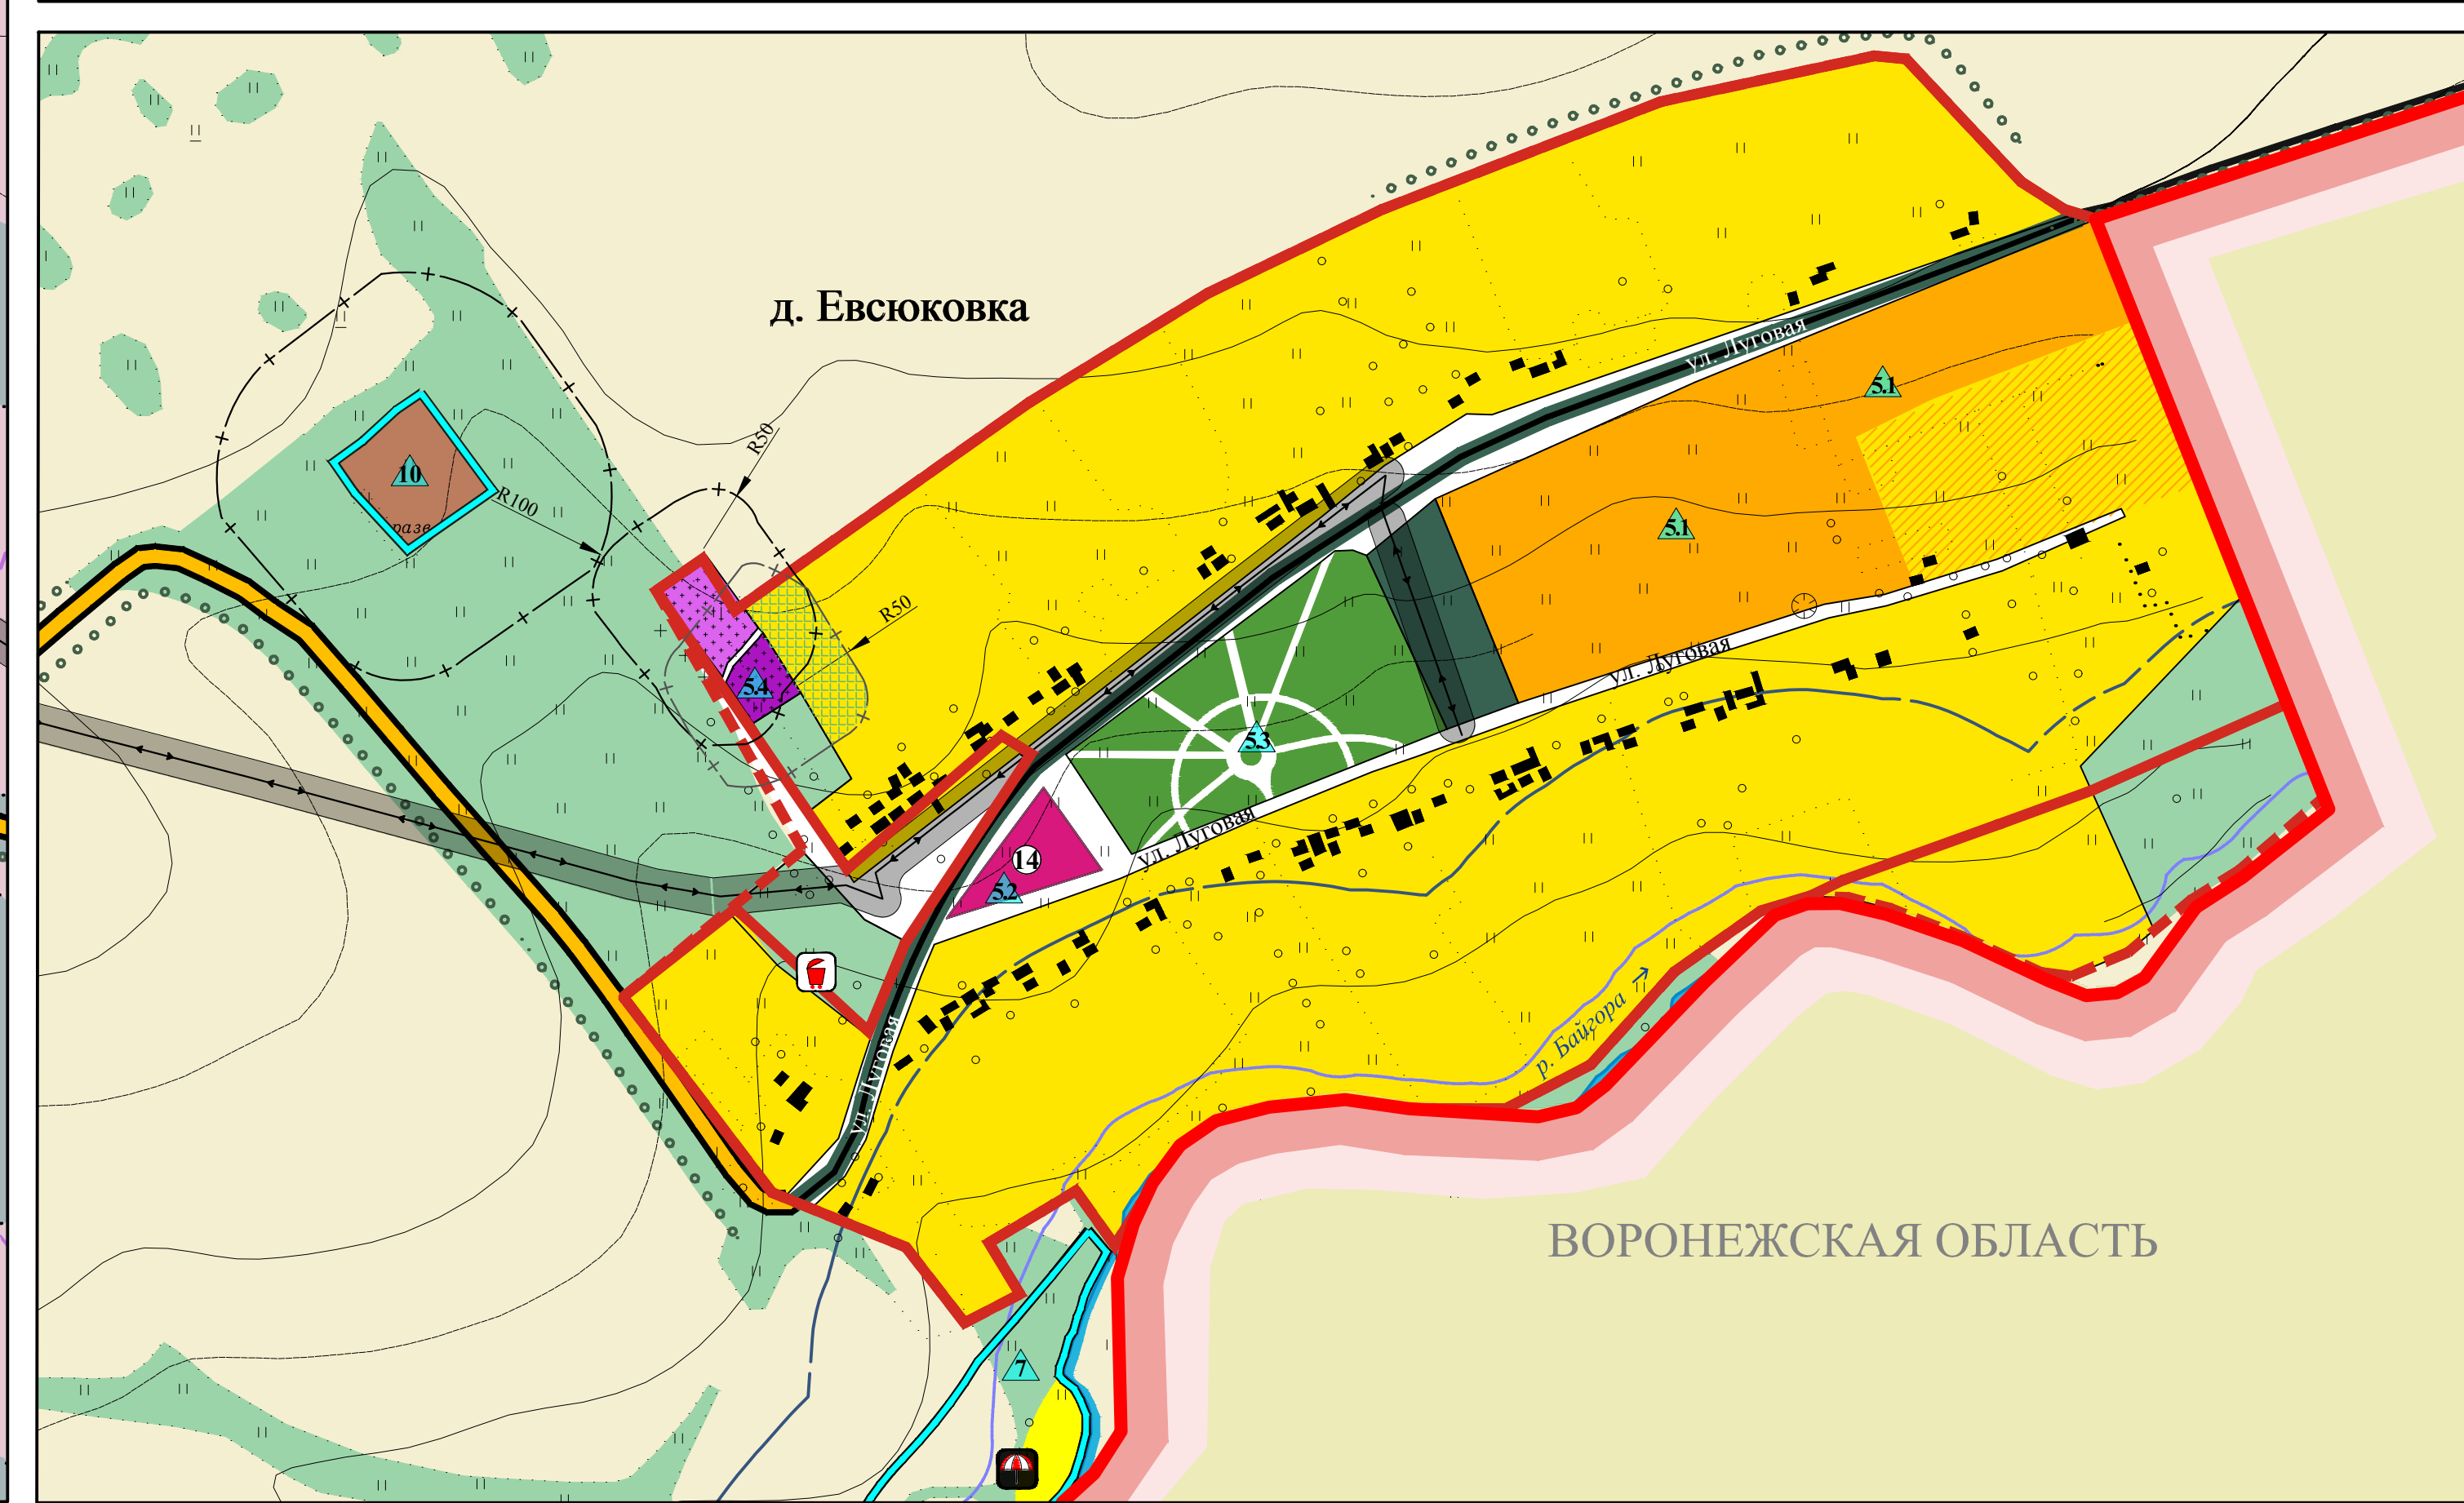 д. Евсюковка
ул. Луговая
5.1
R50
10
R100
разе
5.1
R50
ул. Луговая
5.4
5.3
ул. Луговая
14
5.2
р. Байгора
ул. Луговая
ВОРОНЕЖСКАЯ ОБЛАСТЬ
7